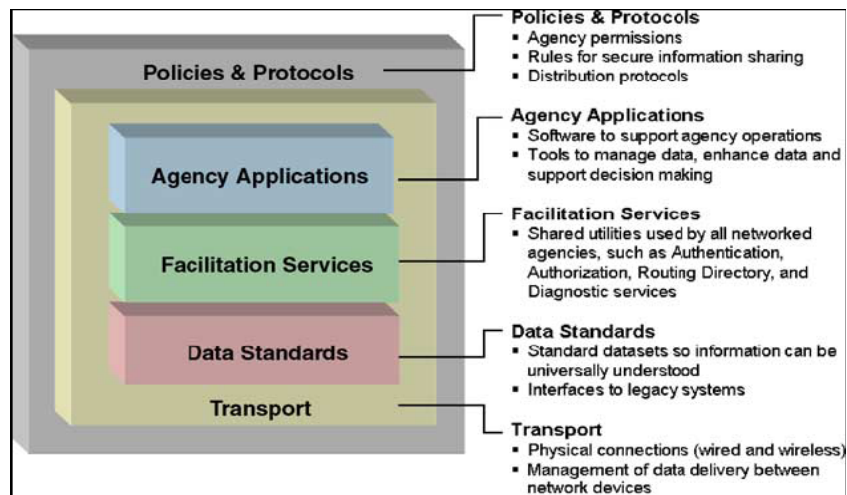 Policies & Protocols
Agency Applications
Facilitation Services
Data Standards
Transport
Policies & Protocols
▪ Agency permissions
▪ Rules for secure information sharing
▪ Distribution protocols
Agency Applications
▪ Software to support agency operations
▪ Tools to manage data, enhance data and
support decision making
Facilitation Services
▪ Shared utilities used by all networked
agencies, such as Authentication,
Authorization, Routing Directory, and
Diagnostic services
Data Standards
▪ Standard datasets so information can be
universally understood
▪ Interfaces to legacy systems
Transport
▪ Physical connections (wired and wireless)
▪ Management of data delivery between
network devices